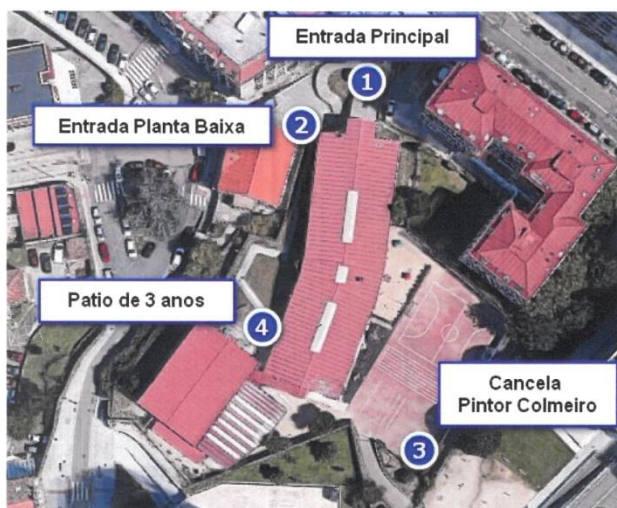 Entrada Principal
1
Entrada Planta Baixa
2
Patio de 3 anos
4
Cancela
Pintor Colmeiro
3